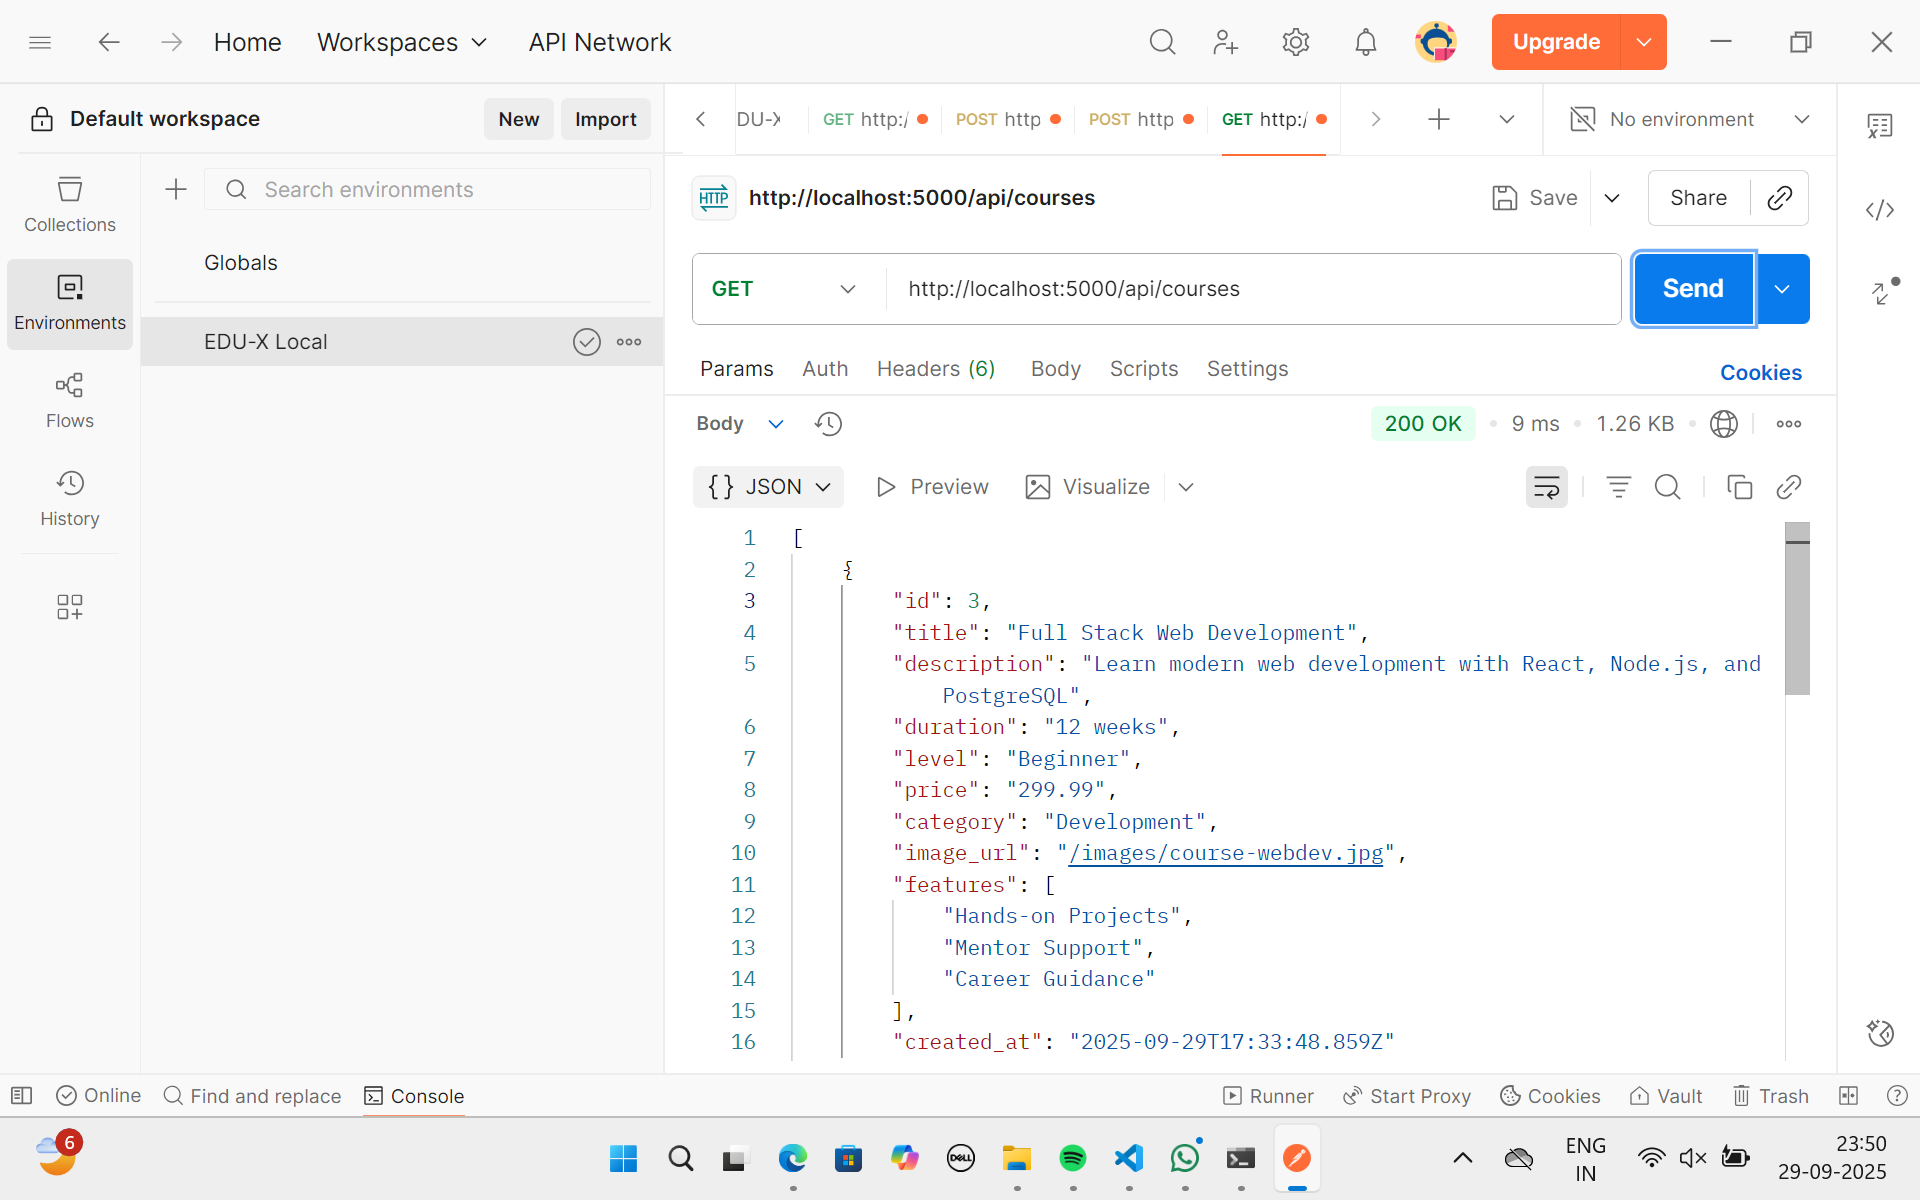 Home
Workspaces
API Network
Upgrade
Default workspace
New
Import
DU-X
GET http:/
POST http
POST http
GET http:/
No environment
Collections
Environments
Flows
History
Search environments
Globals
EDU-X Local
HTTP
http://localhost:5000/api/courses
Save
Share
GET
http://localhost:5000/api/courses
Send
Params
Auth
Headers (6)
Body
Scripts
Settings
Cookies
Body
200 OK
9 ms
1.26 KB
{} JSON
Preview
Visualize
1 [
2 {
3 "id": 3,
4 "title": "Full Stack Web Development",
5 "description": "Learn modern web development with React, Node.js, and
PostgreSQL",
6 "duration": "12 weeks",
7 "level": "Beginner",
8 "price": "299.99",
9 "category": "Development",
10 "image_url": "/images/course-webdev.jpg",
11 "features": [
12 "Hands-on Projects",
13 "Mentor Support",
14 "Career Guidance"
15 ],
16 "created_at": "2025-09-29T17:33:48.859Z"
Online
Find and replace
Console
Runner
Start Proxy
Cookies
Vault
Trash
6
DELL
ENG
IN
23:50
29-09-2025